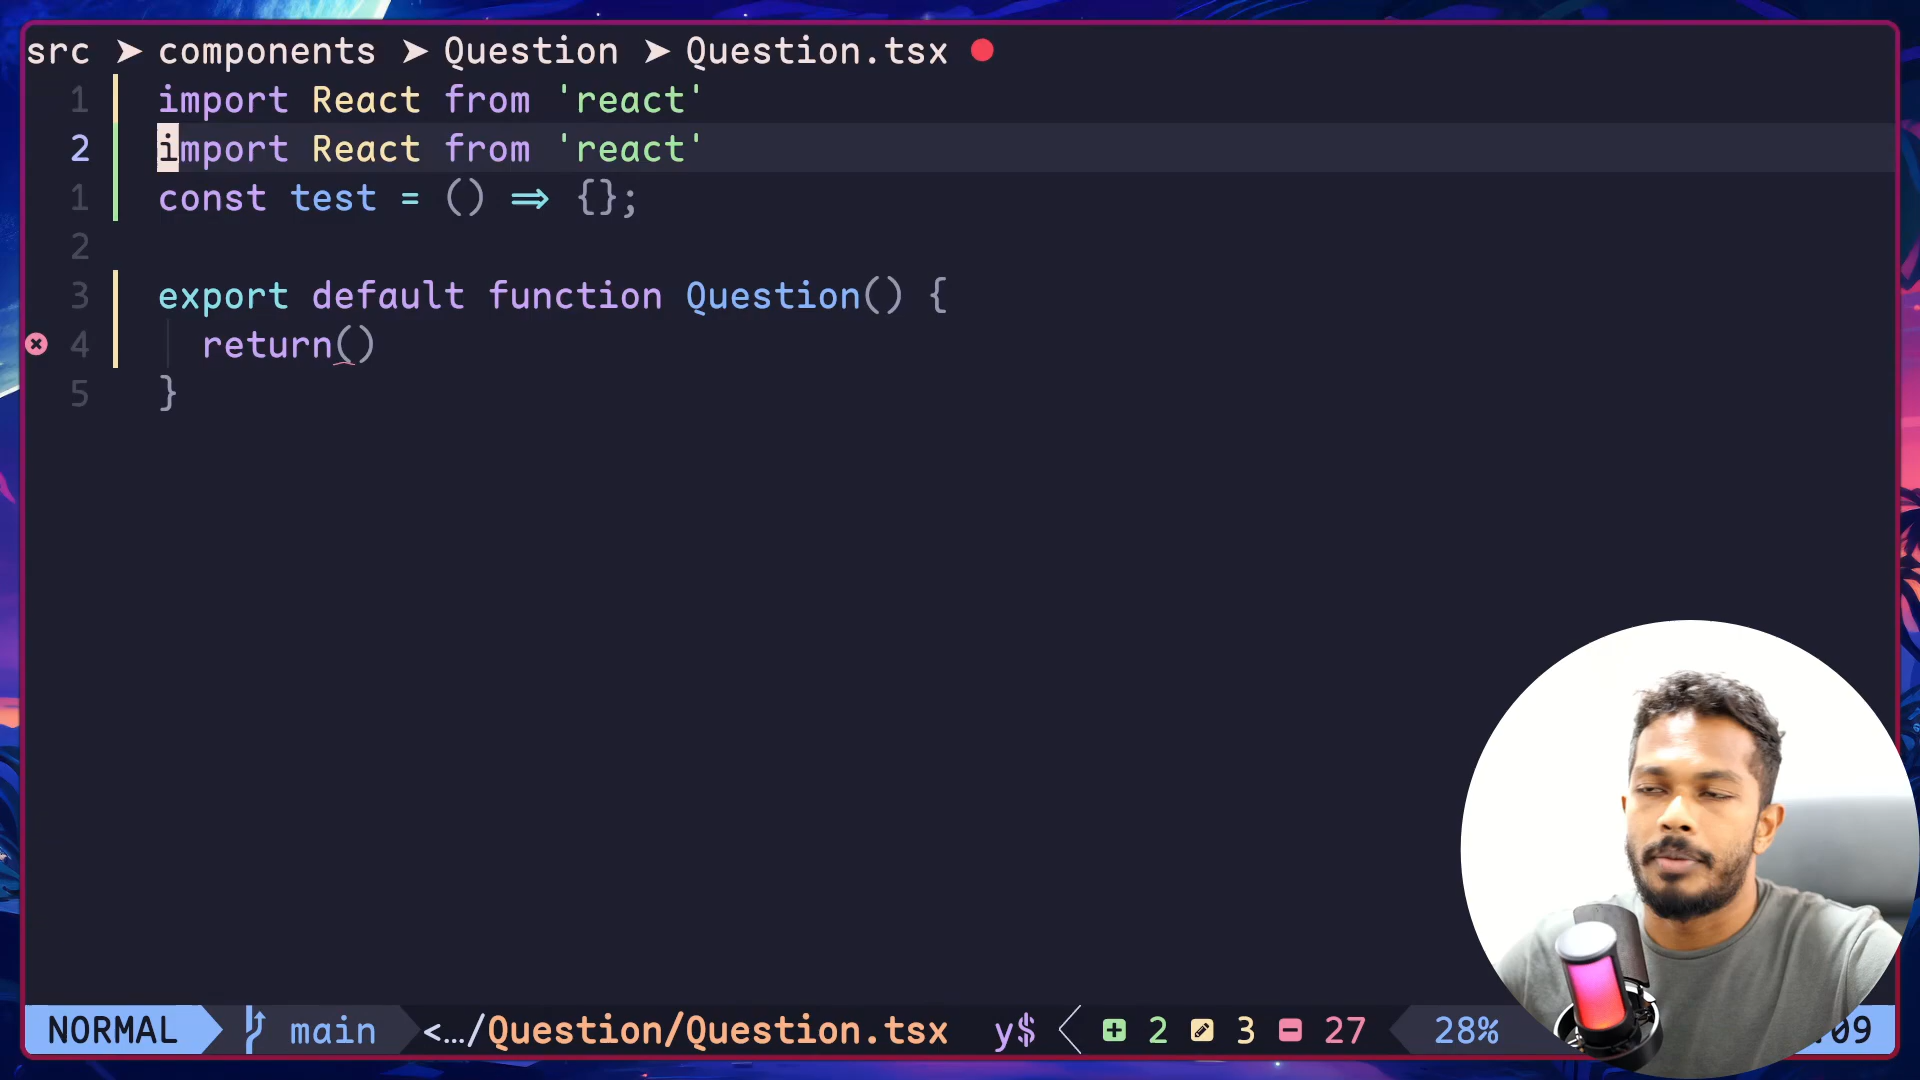 src ➤ components ➤ Question ➤ Question.tsx
1 import React from 'react'
2 import React from 'react'
1 const test = () => {};
2
3 export default function Question() {
4 return()
5 }
NORMAL main <…/Question/Question.tsx y$ 2 3 27 28% 09